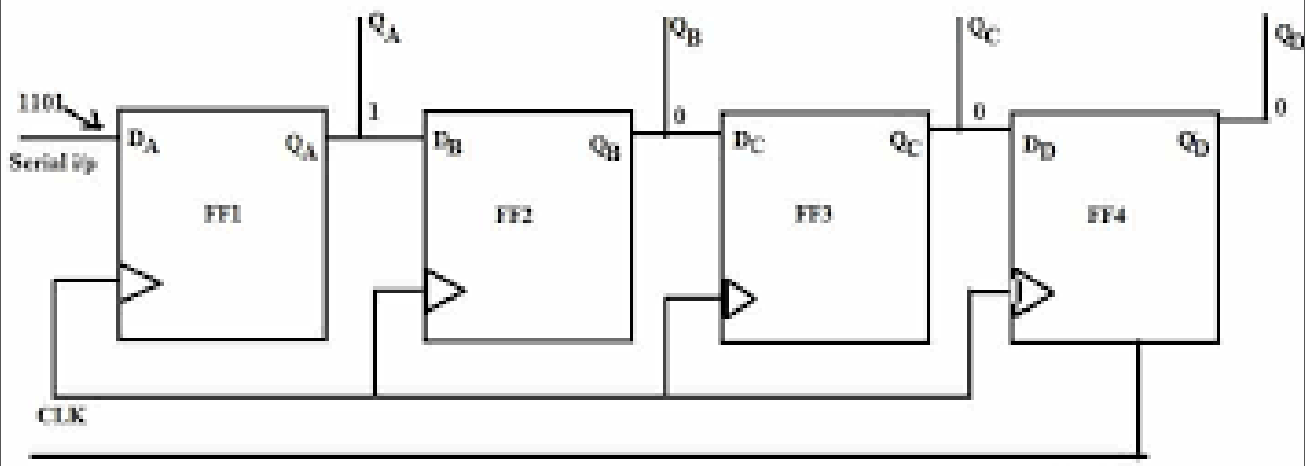 QA
QB
QC
QD
1101
1
0
0
0
Serial i/p
DA
QA
DB
QB
DC
QC
DD
QD
FF1
FF2
FF3
FF4
CLK